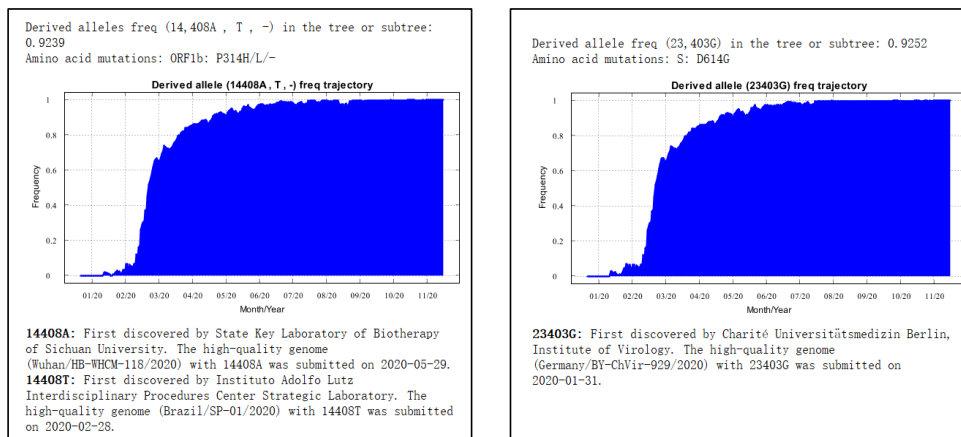 Derived alleles freq (14,408A , T , -) in the tree or subtree:
0.9239
Amino acid mutations: ORF1b: P314H/L/-
Derived allele (14408A , T , -) freq trajectory
1
0.8
0.6
0.4
0.2
0
Frequency
01/20 02/20 03/20 04/20 05/20 06/20 07/20 08/20 09/20 10/20 11/20
Month/Year
14408A: First discovered by State Key Laboratory of Biotherapy
of Sichuan University. The high-quality genome
(Wuhan/HB-WHCM-118/2020) with 14408A was submitted on 2020-05-29.
14408T: First discovered by Instituto Adolfo Lutz
Interdisciplinary Procedures Center Strategic Laboratory. The
high-quality genome (Brazil/SP-01/2020) with 14408T was submitted
on 2020-02-28.
Derived allele freq (23,403G) in the tree or subtree: 0.9252
Amino acid mutations: S: D614G
Derived allele (23403G) freq trajectory
1
0.8
0.6
0.4
0.2
0
Frequency
01/20 02/20 03/20 04/20 05/20 06/20 07/20 08/20 09/20 10/20 11/20
Month/Year
23403G: First discovered by Charité Universitätsmedizin Berlin,
Institute of Virology. The high-quality genome
(Germany/BY-ChVir-929/2020) with 23403G was submitted on
2020-01-31.